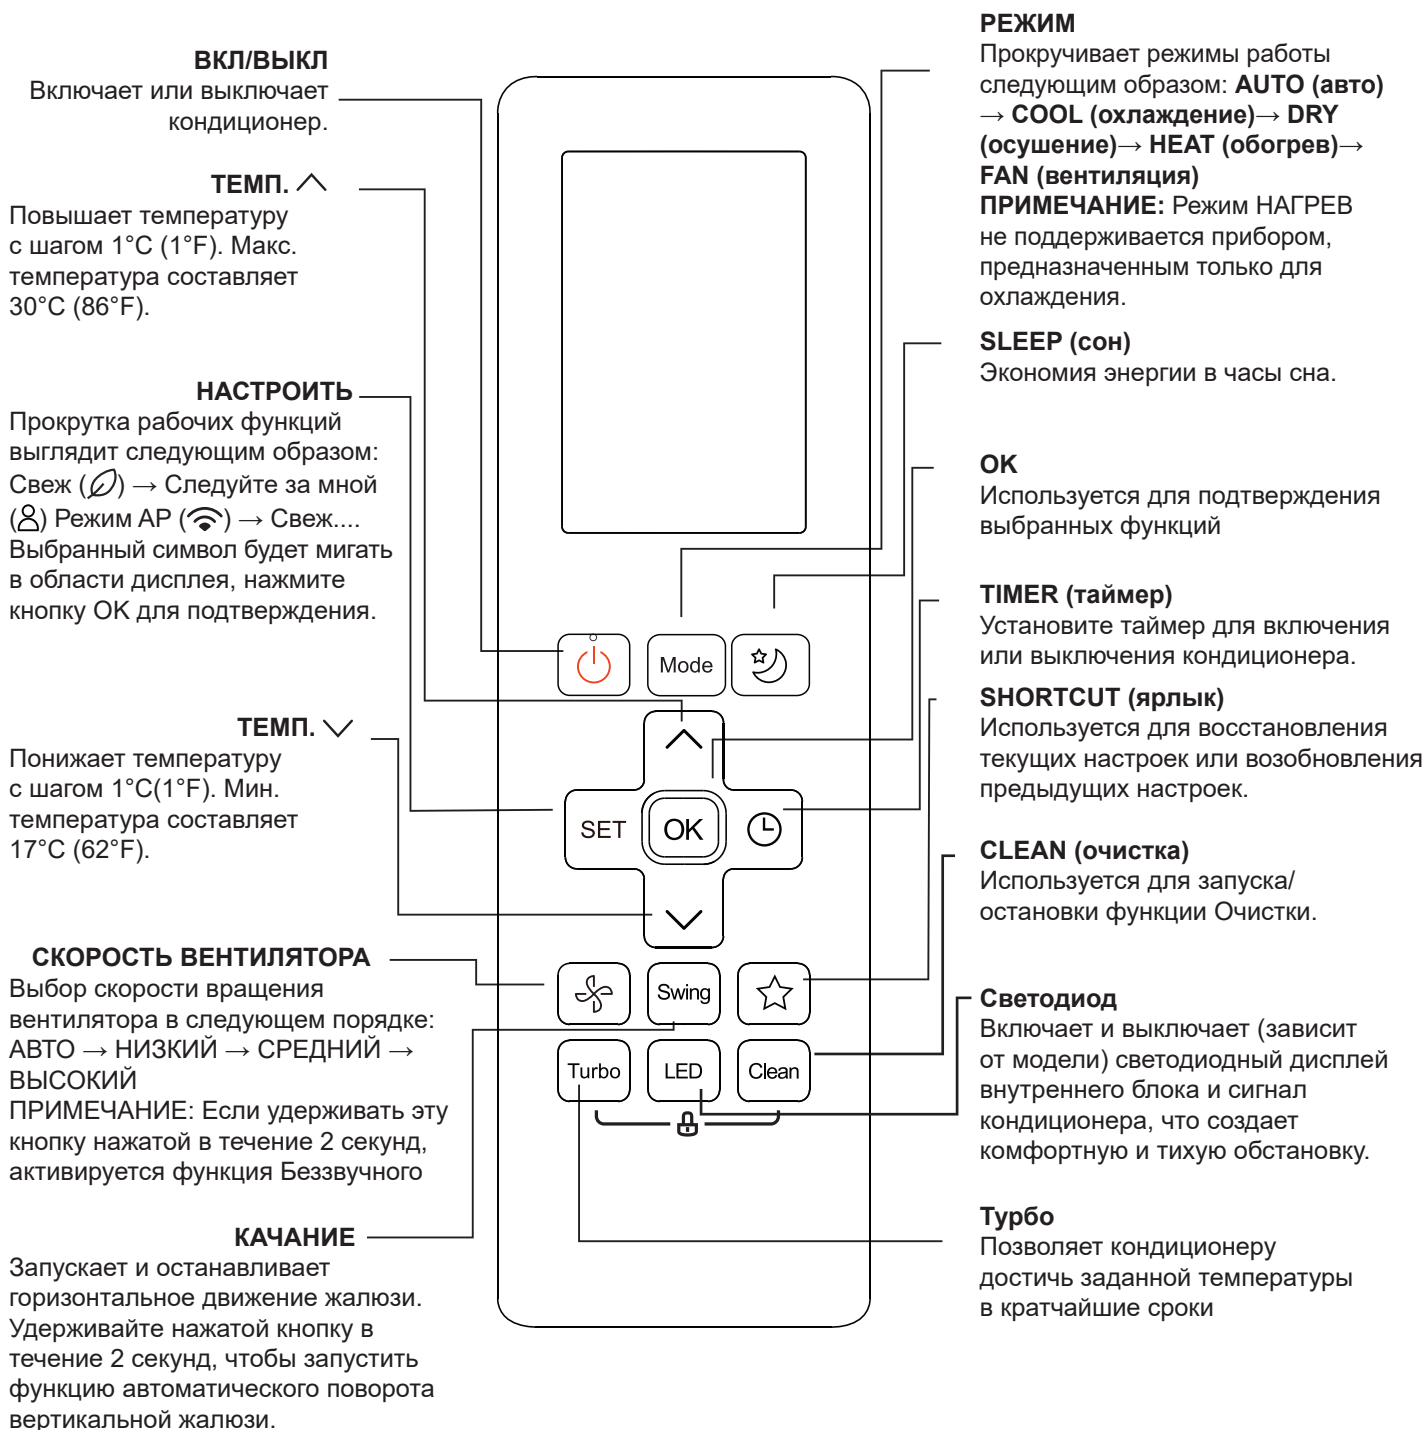 ВКЛ/ВЫКЛ
Включает или выключает
кондиционер.
ТЕМП.
Повышает температуру
с шагом 1°C (1°F). Макс.
температура составляет
30°C (86°F).
НАСТРОИТЬ
Прокрутка рабочих функций
выглядит следующим образом:
Свеж ( ) → Следуйте за мной
( ) Режим AP ( ) → Свеж....
Выбранный символ будет мигать
в области дисплея, нажмите
кнопку OK для подтверждения.
ТЕМП.
Понижает температуру
с шагом 1°C(1°F). Мин.
температура составляет
17°C (62°F).
СКОРОСТЬ ВЕНТИЛЯТОРА
Выбор скорости вращения
вентилятора в следующем порядке:
АВТО → НИЗКИЙ → СРЕДНИЙ →
ВЫСОКИЙ
ПРИМЕЧАНИЕ: Если удерживать эту
кнопку нажатой в течение 2 секунд,
активируется функция Беззвучного
КАЧАНИЕ
Запускает и останавливает
горизонтальное движение жалюзи.
Удерживайте нажатой кнопку в
течение 2 секунд, чтобы запустить
функцию автоматического поворота
вертикальной жалюзи.
Mode
SET
OK
Swing
Turbo
LED
Clean
РЕЖИМ
Прокручивает режимы работы
следующим образом: AUTO (авто)
→ COOL (охлаждение)→ DRY
(осушение)→ HEAT (обогрев)→
FAN (вентиляция)
ПРИМЕЧАНИЕ: Режим НАГРЕВ
не поддерживается прибором,
предназначенным только для
охлаждения.
SLEEP (сон)
Экономия энергии в часы сна.
OK
Используется для подтверждения
выбранных функций
TIMER (таймер)
Установите таймер для включения
или выключения кондиционера.
SHORTCUT (ярлык)
Используется для восстановления
текущих настроек или возобновления
предыдущих настроек.
CLEAN (очистка)
Используется для запуска/
остановки функции Очистки.
Светодиод
Включает и выключает (зависит
от модели) светодиодный дисплей
внутреннего блока и сигнал
кондиционера, что создает
комфортную и тихую обстановку.
Турбо
Позволяет кондиционеру
достичь заданной температуры
в кратчайшие сроки